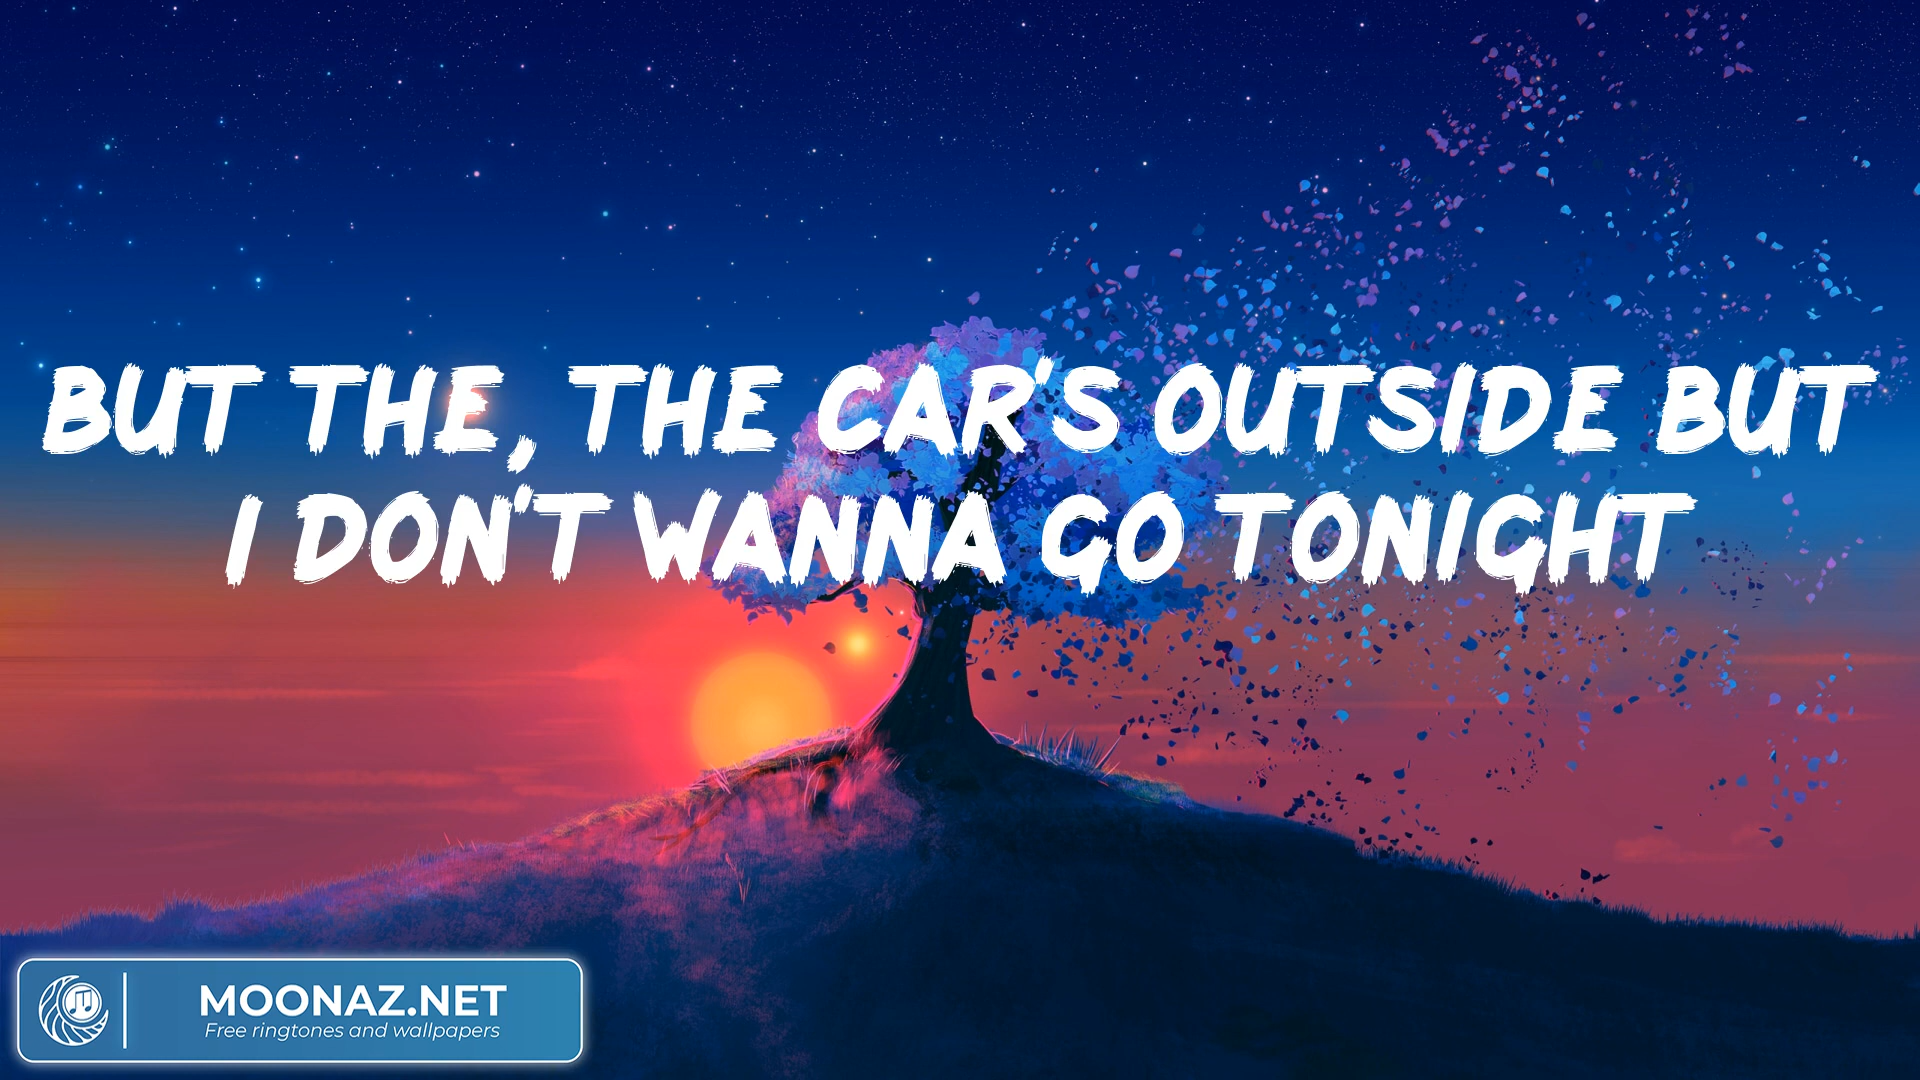 BUT THE, THE CAR'S OUTSIDE BUT
I DON'T WANNA GO TONIGHT
MOONAZ.NET
Free ringtones and wallpapers